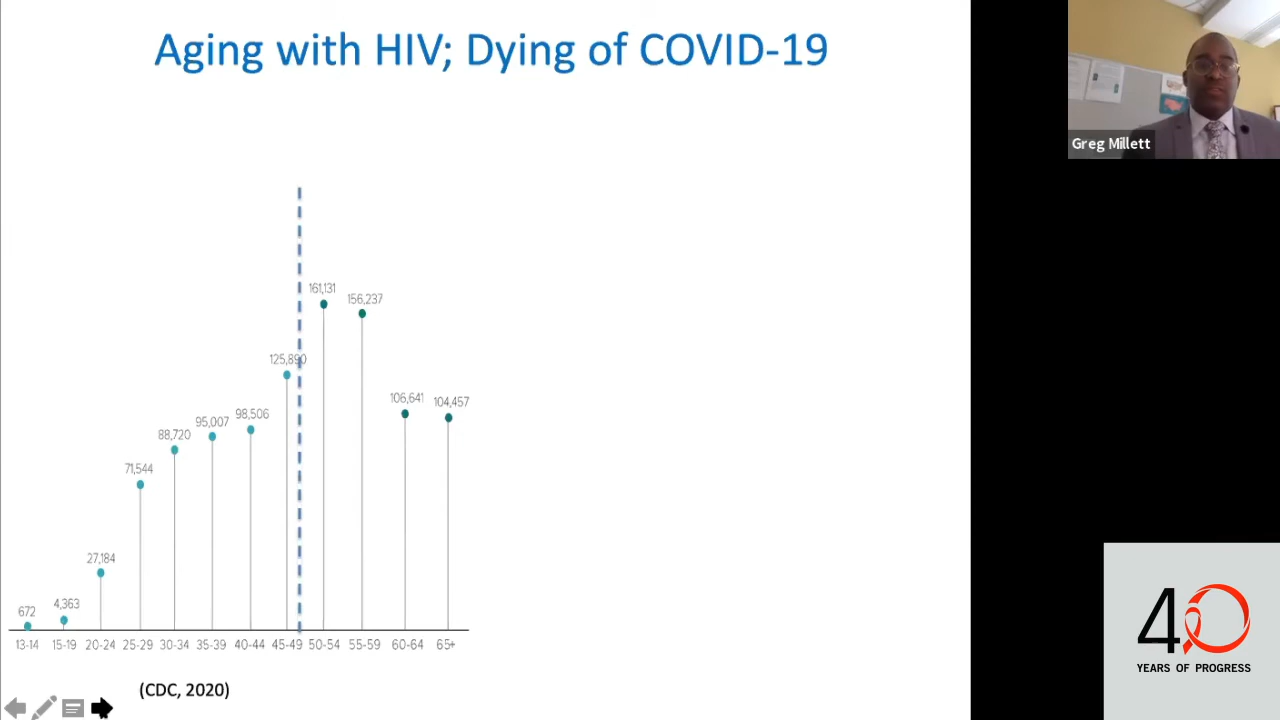 Aging with HIV; Dying of COVID-19
Greg Millett
161,131
156,237
125,890
106,641
104,457
98,506
95,007
88,720
71,544
27,184
4,363
672
13-14 15-19 20-24 25-29 30-34 35-39 40-44 45-49 50-54 55-59 60-64 65+
(CDC, 2020)
40
YEARS OF PROGRESS